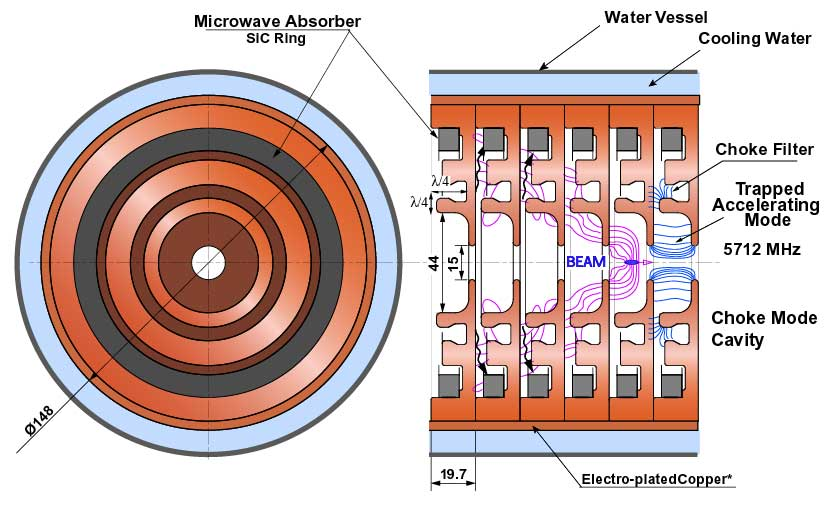 Microwave Absorber
SiC Ring
Water Vessel
Cooling Water
Choke Filter
Trapped
Accelerating
Mode
5712 MHz
λ/4
λ/4
44
15
BEAM
Choke Mode
Cavity
Ø148
19.7
Electro-platedCopper*